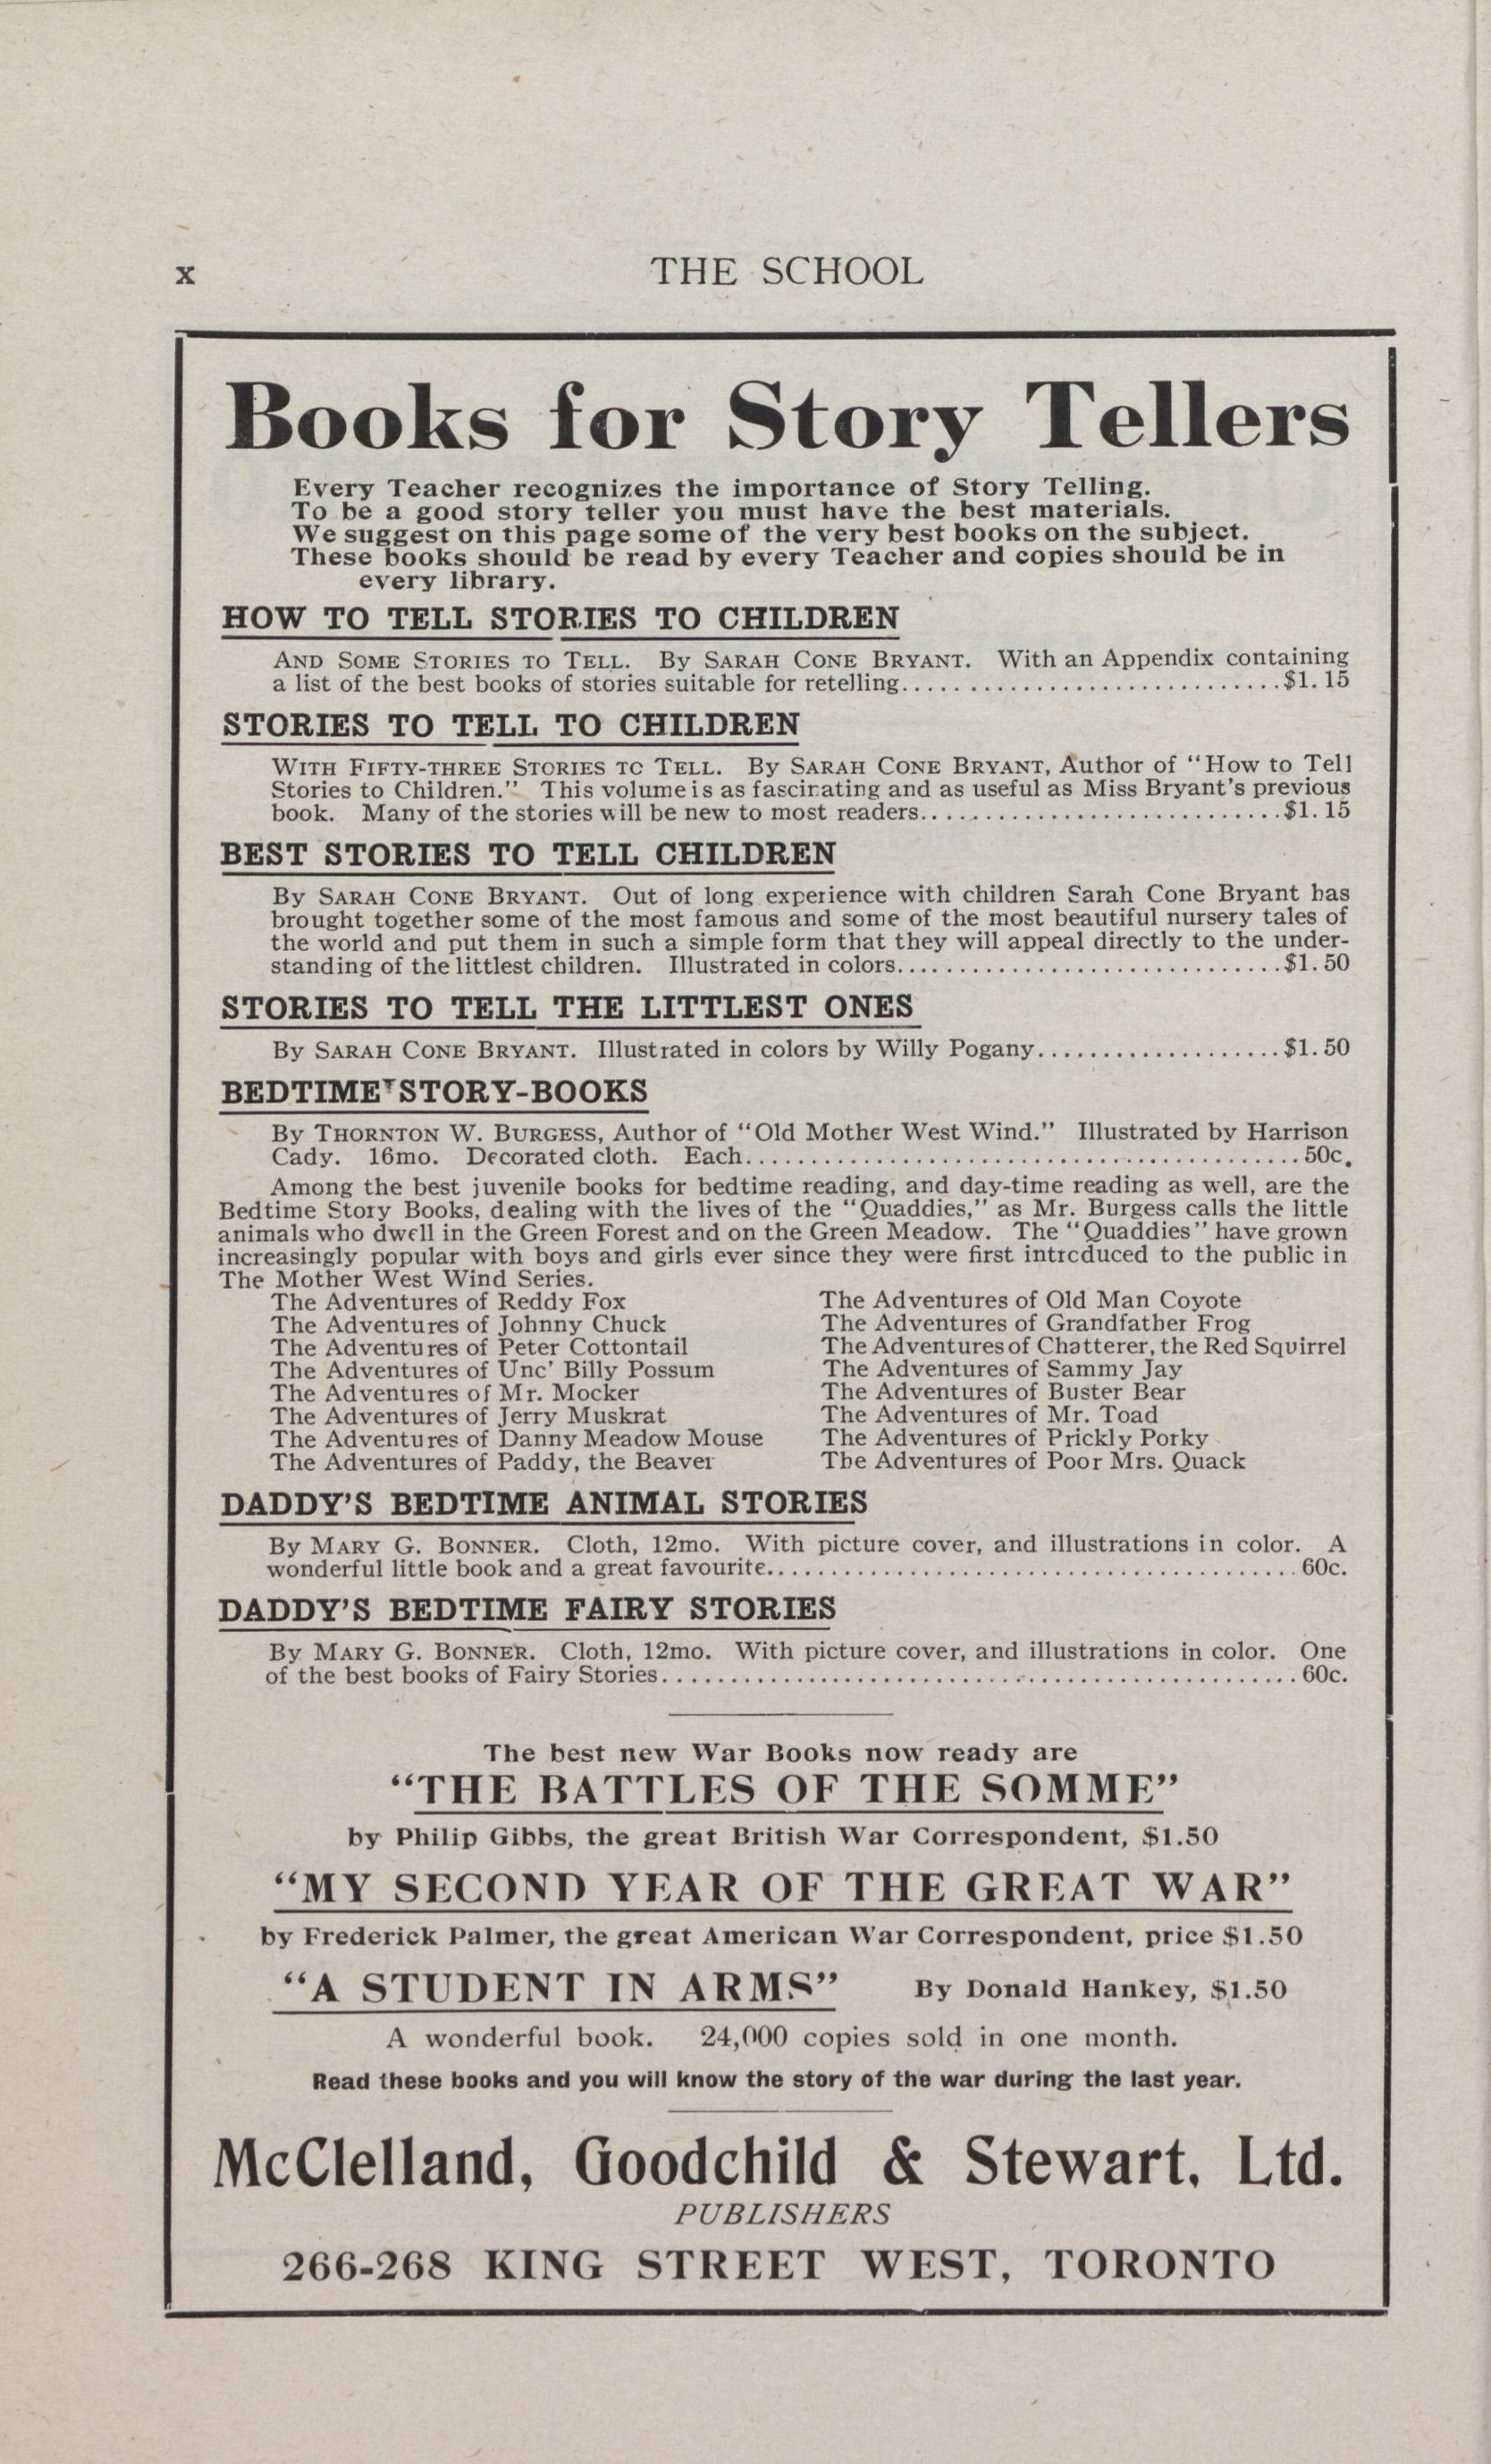 x
THE SCHOOL
Books for Story Tellers
Every Teacher recognizes the importance of Story Telling.
To be a good story teller you must have the best materials.
We suggest on this page some of the very best books on the subject.
These books should be read by every Teacher and copies should be in
every library.
HOW TO TELL STORIES TO CHILDREN
AND SOME STORIES TO TELL. By SARAH CONE BRYANT. With an Appendix containing
a list of the best books of stories suitable for retelling..............................$1.15
STORIES TO TELL TO CHILDREN
WITH FIFTY-THREE STORIES TO TELL. By SARAH CONE BRYANT, Author of "How to Tell
Stories to Children." This volume is as fascinating and as useful as Miss Bryant's previous
book. Many of the stories will be new to most readers............................$1.15
BEST STORIES TO TELL CHILDREN
By SARAH CONE BRYANT. Out of long experience with children Sarah Cone Bryant has
brought together some of the most famous and some of the most beautiful nursery tales of
the world and put them in such a simple form that they will appeal directly to the under-
standing of the littlest children. Illustrated in colors..............................$1.50
STORIES TO TELL THE LITTLEST ONES
By SARAH CONE BRYANT. Illustrated in colors by Willy Pogany...................$1.50
BEDTIME STORY-BOOKS
By THORNTON W. BURGESS, Author of "Old Mother West Wind." Illustrated by Harrison
Cady. 16mo. Decorated cloth. Each...........................................50c.
Among the best juvenile books for bedtime reading, and day-time reading as well, are the
Bedtime Story Books, dealing with the lives of the "Quaddies," as Mr. Burgess calls the little
animals who dwell in the Green Forest and on the Green Meadow. The "Quaddies" have grown
increasingly popular with boys and girls ever since they were first introduced to the public in
The Mother West Wind Series.
The Adventures of Reddy Fox
The Adventures of Johnny Chuck
The Adventures of Peter Cottontail
The Adventures of Unc' Billy Possum
The Adventures of Mr. Mocker
The Adventures of Jerry Muskrat
The Adventures of Danny Meadow Mouse
The Adventures of Paddy, the Beaver
The Adventures of Old Man Coyote
The Adventures of Grandfather Frog
The Adventures of Chatterer, the Red Squirrel
The Adventures of Sammy Jay
The Adventures of Buster Bear
The Adventures of Mr. Toad
The Adventures of Prickly Porky
The Adventures of Poor Mrs. Quack
DADDY'S BEDTIME ANIMAL STORIES
By MARY G. BONNER. Cloth, 12mo. With picture cover, and illustrations in color. A
wonderful little book and a great favourite.........................................60c.
DADDY'S BEDTIME FAIRY STORIES
By MARY G. BONNER. Cloth, 12mo. With picture cover, and illustrations in color. One
of the best books of Fairy Stories.................................................60c.
The best new War Books now ready are
"THE BATTLES OF THE SOMME"
by Philip Gibbs, the great British War Correspondent, $1.50
"MY SECOND YEAR OF THE GREAT WAR"
by Frederick Palmer, the great American War Correspondent, price $1.50
"A STUDENT IN ARMS" By Donald Hankey, $1.50
A wonderful book. 24,000 copies sold in one month.
Read these books and you will know the story of the war during the last year.
McClelland, Goodchild & Stewart, Ltd.
PUBLISHERS
266-268 KING STREET WEST, TORONTO